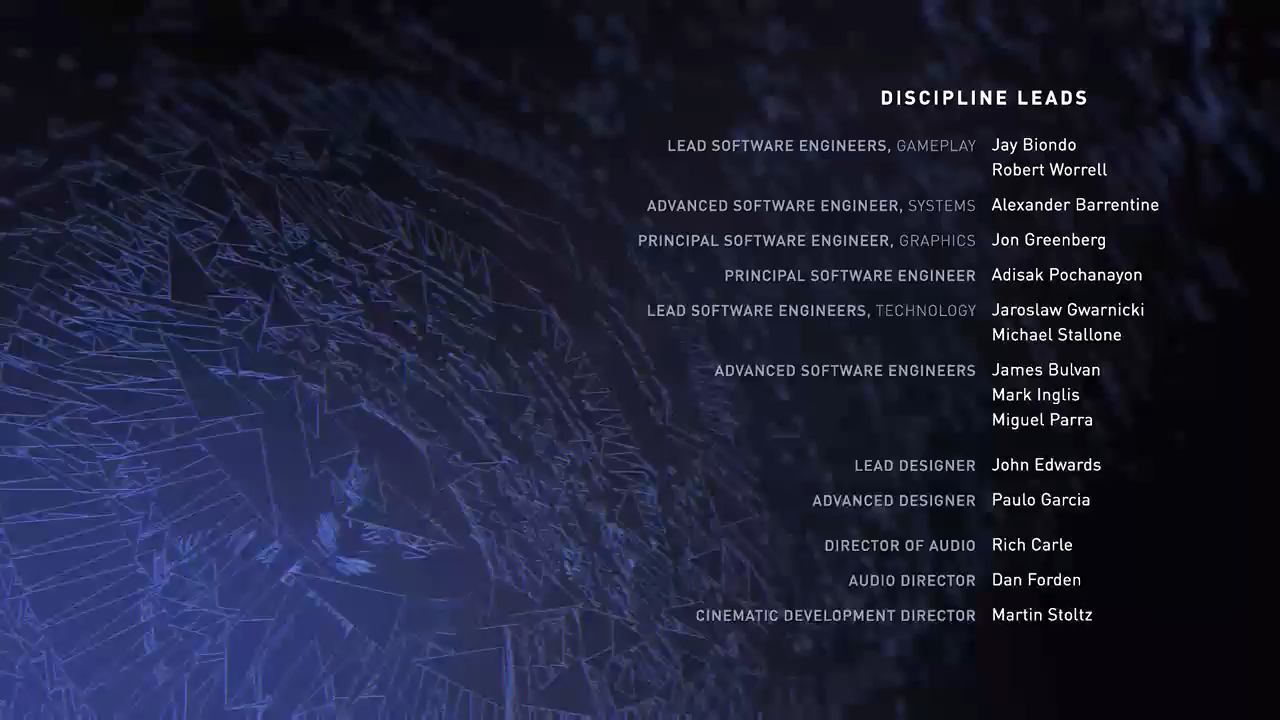 DISCIPLINE LEADS
LEAD SOFTWARE ENGINEERS, GAMEPLAY Jay Biondo
Robert Worrell
ADVANCED SOFTWARE ENGINEER, SYSTEMS Alexander Barrentine
PRINCIPAL SOFTWARE ENGINEER, GRAPHICS Jon Greenberg
PRINCIPAL SOFTWARE ENGINEER Adisak Pochanayon
LEAD SOFTWARE ENGINEERS, TECHNOLOGY Jaroslaw Gwarnicki
Michael Stallone
ADVANCED SOFTWARE ENGINEERS James Bulvan
Mark Inglis
Miguel Parra
LEAD DESIGNER John Edwards
ADVANCED DESIGNER Paulo Garcia
DIRECTOR OF AUDIO Rich Carle
AUDIO DIRECTOR Dan Forden
CINEMATIC DEVELOPMENT DIRECTOR Martin Stoltz